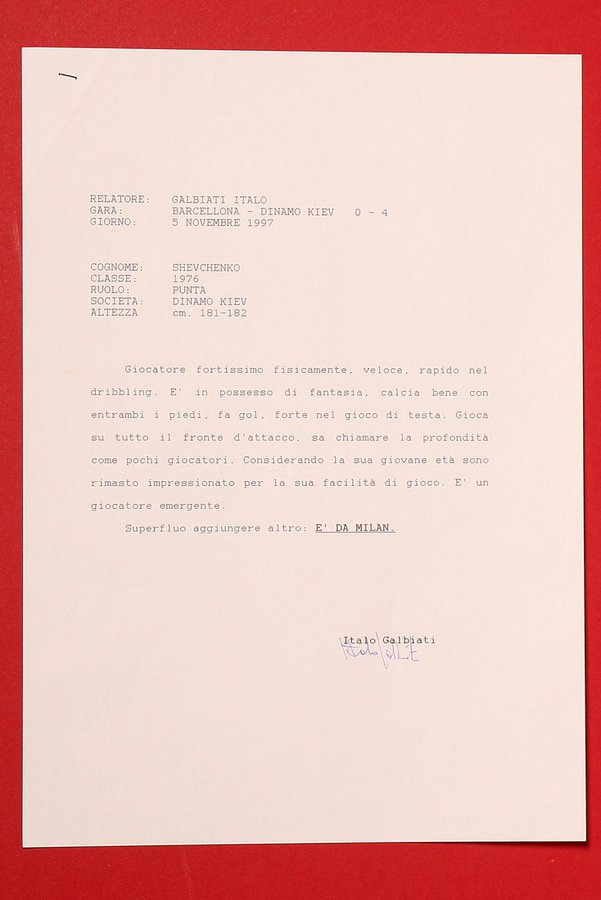 RELATORE: GALBIATI ITALO
GARA: BARCELLONA - DINAMO KIEV 0 - 4
GIORNO: 5 NOVEMBRE 1997
COGNOME: SHEVCHENKO
CLASSE: 1976
RUOLO: PUNTA
SOCIETA: DINAMO KIEV
ALTEZZA cm. 181-182
Giocatore fortissimo fisicamente, veloce, rapido nel
dribbling. E' in possesso di fantasia, calcia bene con
entrambi i piedi, fa gol, forte nel gioco di testa. Gioca
su tutto il fronte d'attacco, sa chiamare la profondità
come pochi giocatori. Considerando la sua giovane età sono
rimasto impressionato per la sua facilità di gioco. E' un
giocatore emergente.
Superfluo aggiungere altro: E' DA MILAN.
Italo Galbiati